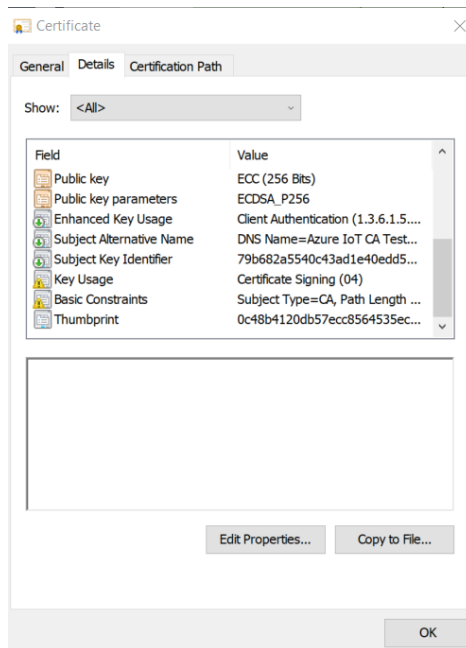 Certificate
General Details Certification Path
Show: <All>
Field Value
Public key ECC (256 Bits)
Public key parameters ECDSA_P256
Enhanced Key Usage Client Authentication (1.3.6.1.5....
Subject Alternative Name DNS Name=Azure IoT CA Test...
Subject Key Identifier 79b682a5540c43ad1e40edd5...
Key Usage Certificate Signing (04)
Basic Constraints Subject Type=CA, Path Length ...
Thumbprint 0c48b4120db57ecc8564535ec...
Edit Properties... Copy to File...
OK